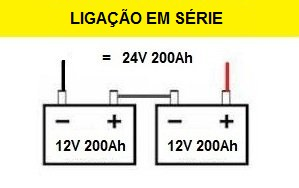 LIGAÇÃO EM SÉRIE
= 24V 200Ah
− + − +
12V 200Ah 12V 200Ah